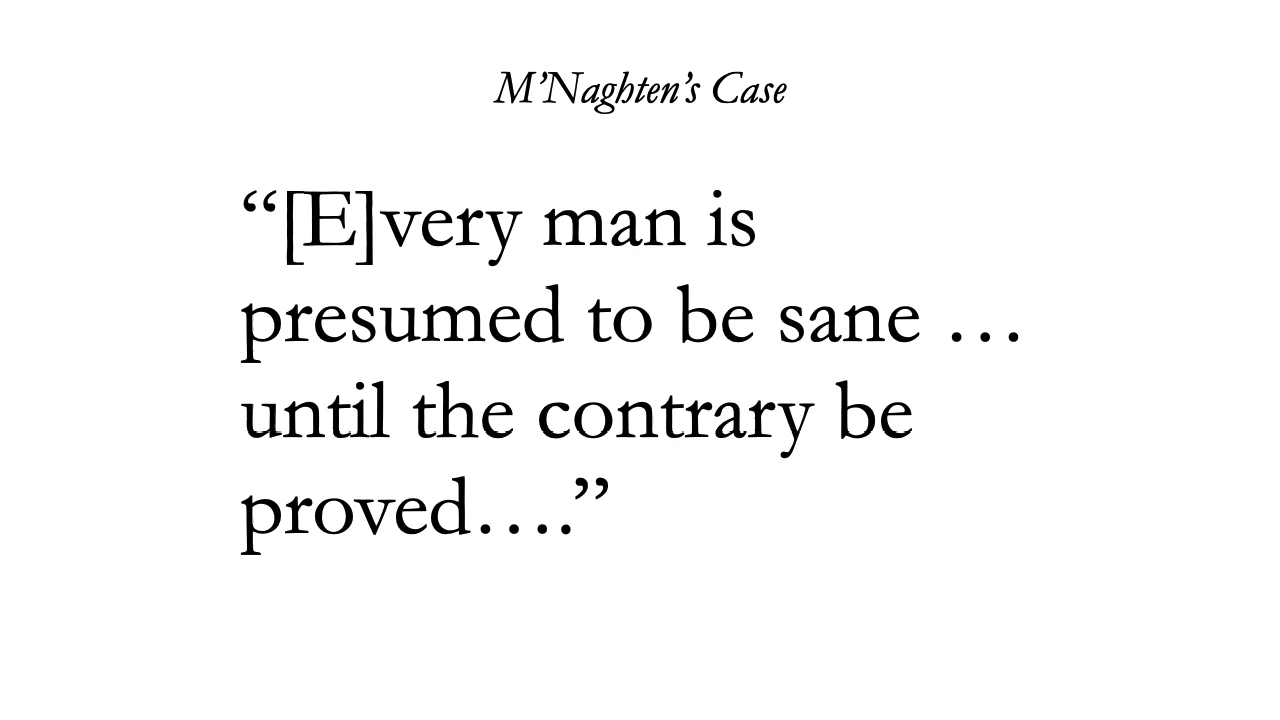 M’Naghten’s Case
“[E]very man is
presumed to be sane …
until the contrary be
proved….”